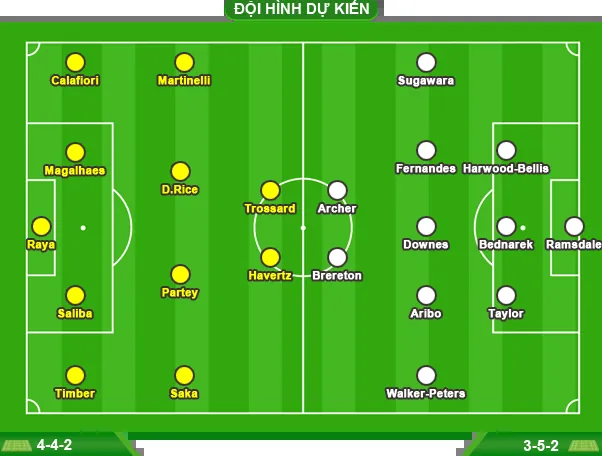 ĐỘI HÌNH DỰ KIẾN
Calafiori
Martinelli
Sugawara
Magalhaes
Fernandes
Harwood-Bellis
D.Rice
Trossard
Archer
Raya
Downes
Bednarek
Ramsdale
Havertz
Brereton
Partey
Saliba
Aribo
Taylor
Timber
Saka
Walker-Peters
4-4-2
3-5-2